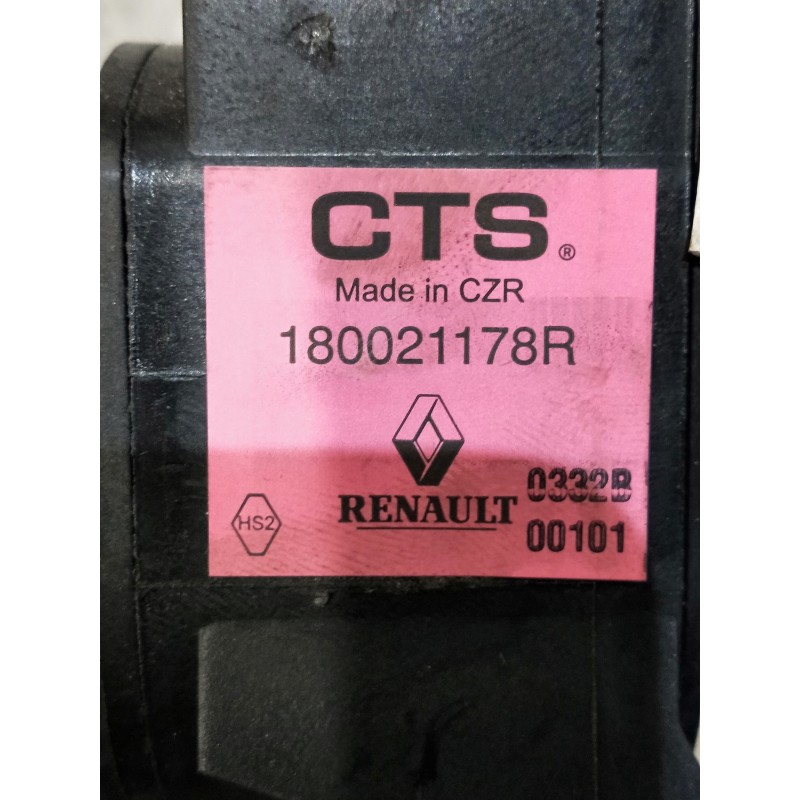 CTS®
Made in CZR
180021178R
HS2
RENAULT
0332B
00101